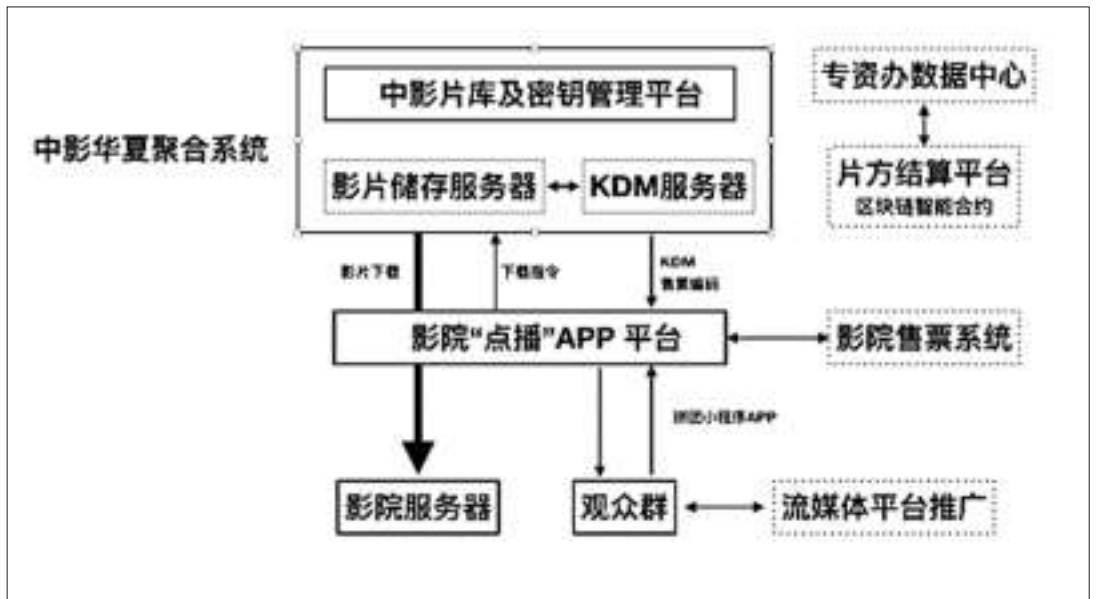 中影片库及密钥管理平台
专资办数据中心
中影华夏聚合系统
影片储存服务器
KDM服务器
片方结算平台
区块链智能合约
影片下载
下载指令
KDM
售票编码
影院“点播”APP 平台
影院售票系统
拼团小程序APP
影院服务器
观众群
流媒体平台推广